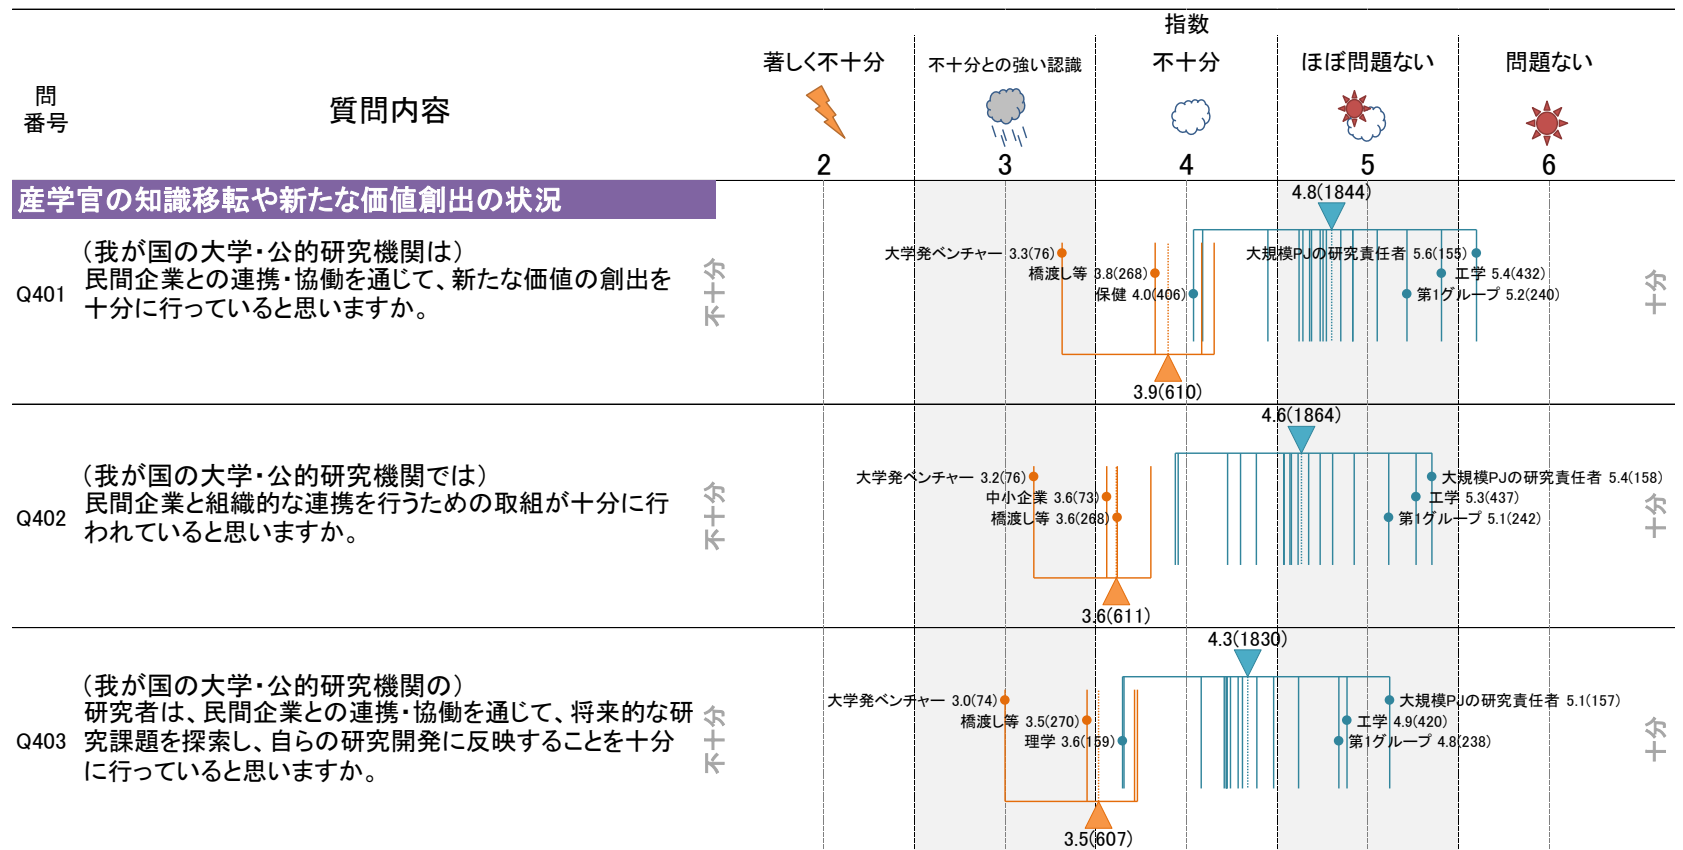 指数
著しく不十分
不十分との強い認識
不十分
ほぼ問題ない
問題ない
問
番号
質問内容
2
3
4
5
6
産学官の知識移転や新たな価値創出の状況
4.8(1844)
Q401
(我が国の大学・公的研究機関は)
民間企業との連携・協働を通じて、新たな価値の創出を
十分に行っていると思いますか。
不十分
大学発ベンチャー 3.3(76)
橋渡し等 3.8(268)
保健 4.0(406)
大規模PJの研究責任者 5.6(155)
工学 5.4(432)
第1グループ 5.2(240)
十分
3.9(610)
4.6(1864)
Q402
(我が国の大学・公的研究機関では)
民間企業と組織的な連携を行うための取組が十分に行
われていると思いますか。
不十分
大学発ベンチャー 3.2(76)
中小企業 3.6(73)
橋渡し等 3.6(268)
大規模PJの研究責任者 5.4(158)
工学 5.3(437)
第1グループ 5.1(242)
十分
3.6(611)
4.3(1830)
Q403
(我が国の大学・公的研究機関の)
研究者は、民間企業との連携・協働を通じて、将来的な研
究課題を探索し、自らの研究開発に反映することを十分
に行っていると思いますか。
不十分
大学発ベンチャー 3.0(74)
橋渡し等 3.5(270)
理学 3.6(159)
大規模PJの研究責任者 5.1(157)
工学 4.9(420)
第1グループ 4.8(238)
十分
3.5(607)